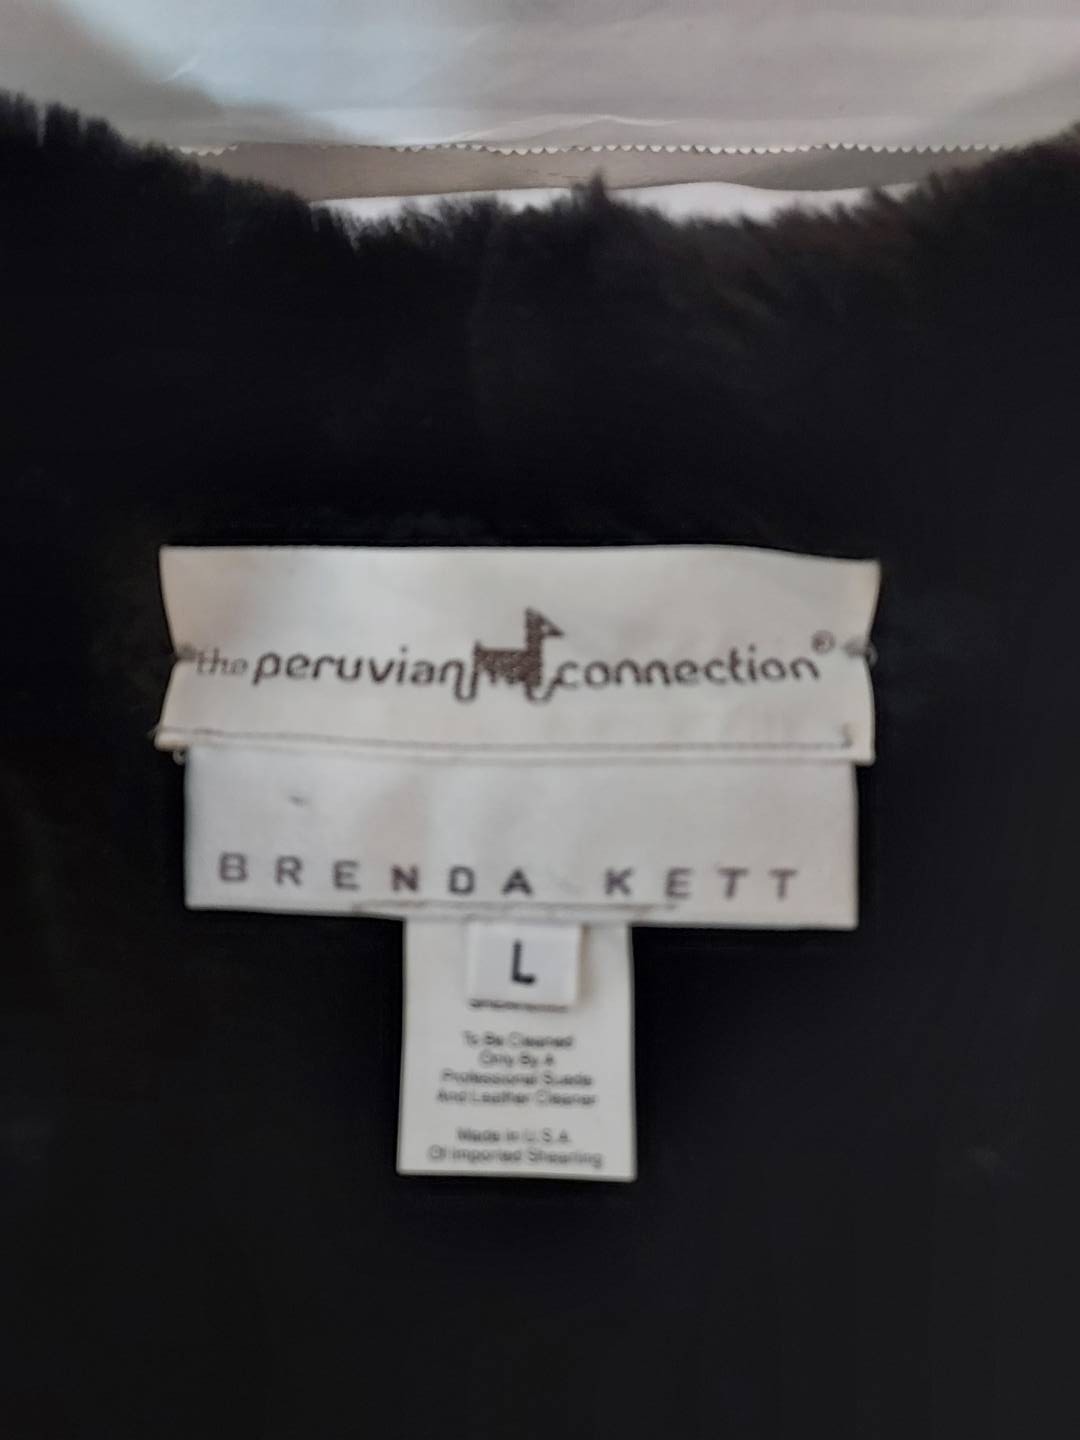 the peruvian connection®
BRENDA KETT
L
To Be Cleaned
Only By A
Professional Suede
And Leather Cleaner
Made in U.S.A.
Of Imported Shearling